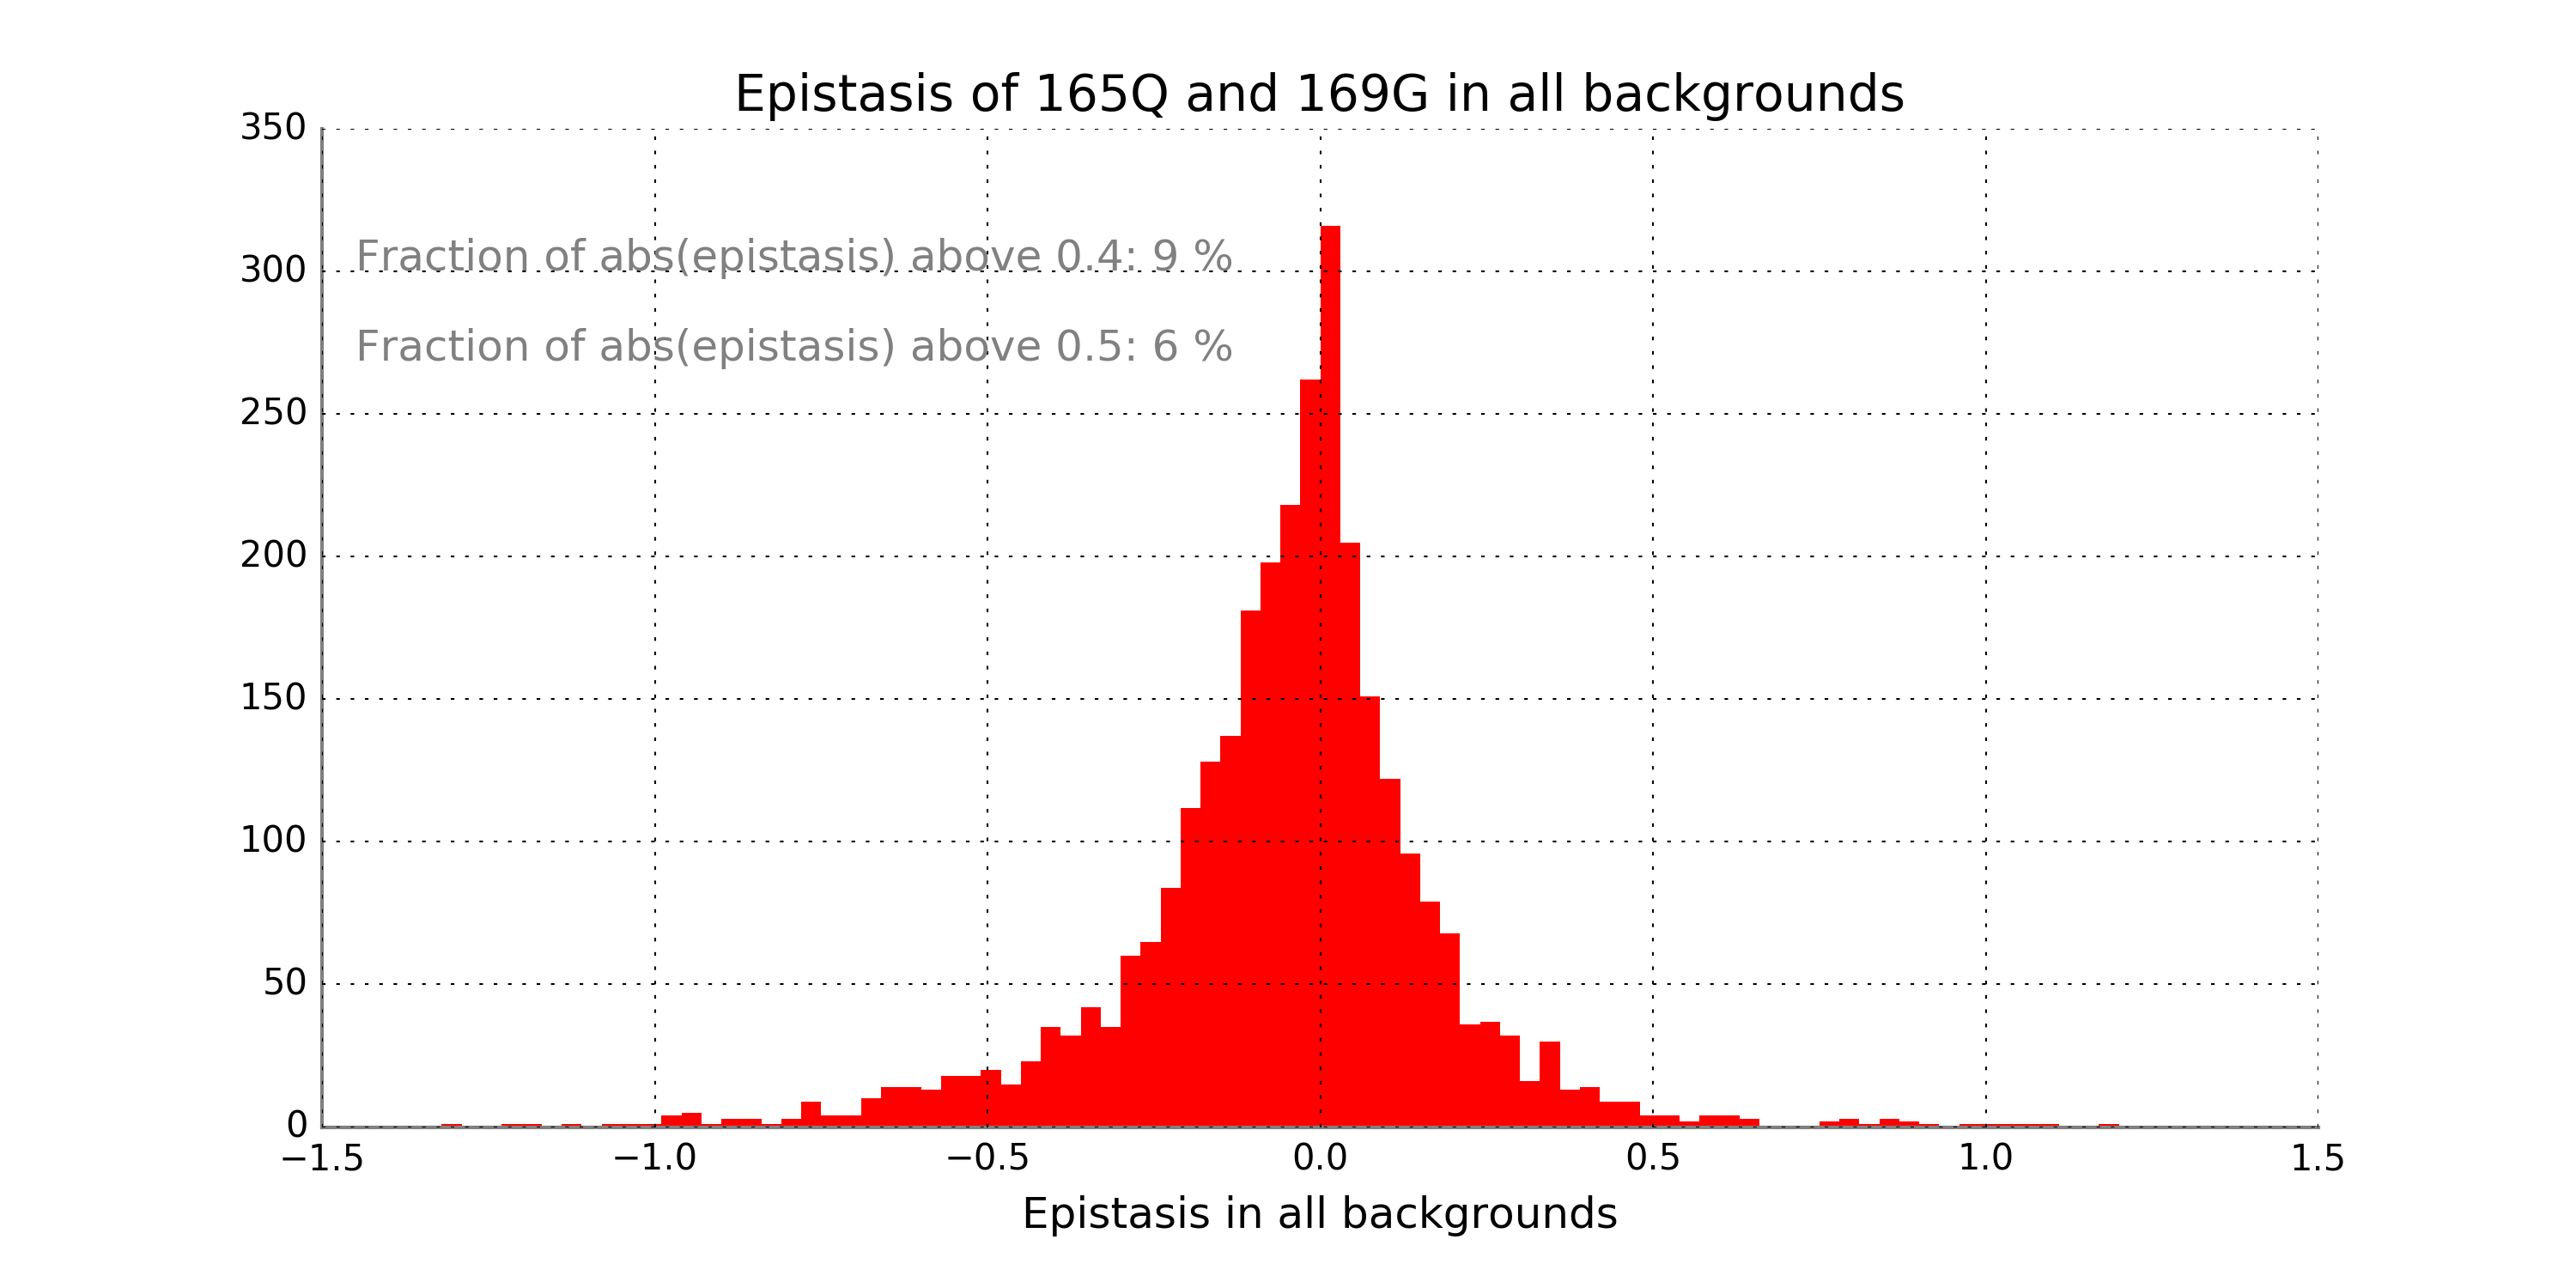 Epistasis of 165Q and 169G in all backgrounds
350
300
250
200
150
100
50
0
Fraction of abs(epistasis) above 0.4: 9 %
Fraction of abs(epistasis) above 0.5: 6 %
−1.5 −1.0 −0.5 0.0 0.5 1.0 1.5
Epistasis in all backgrounds